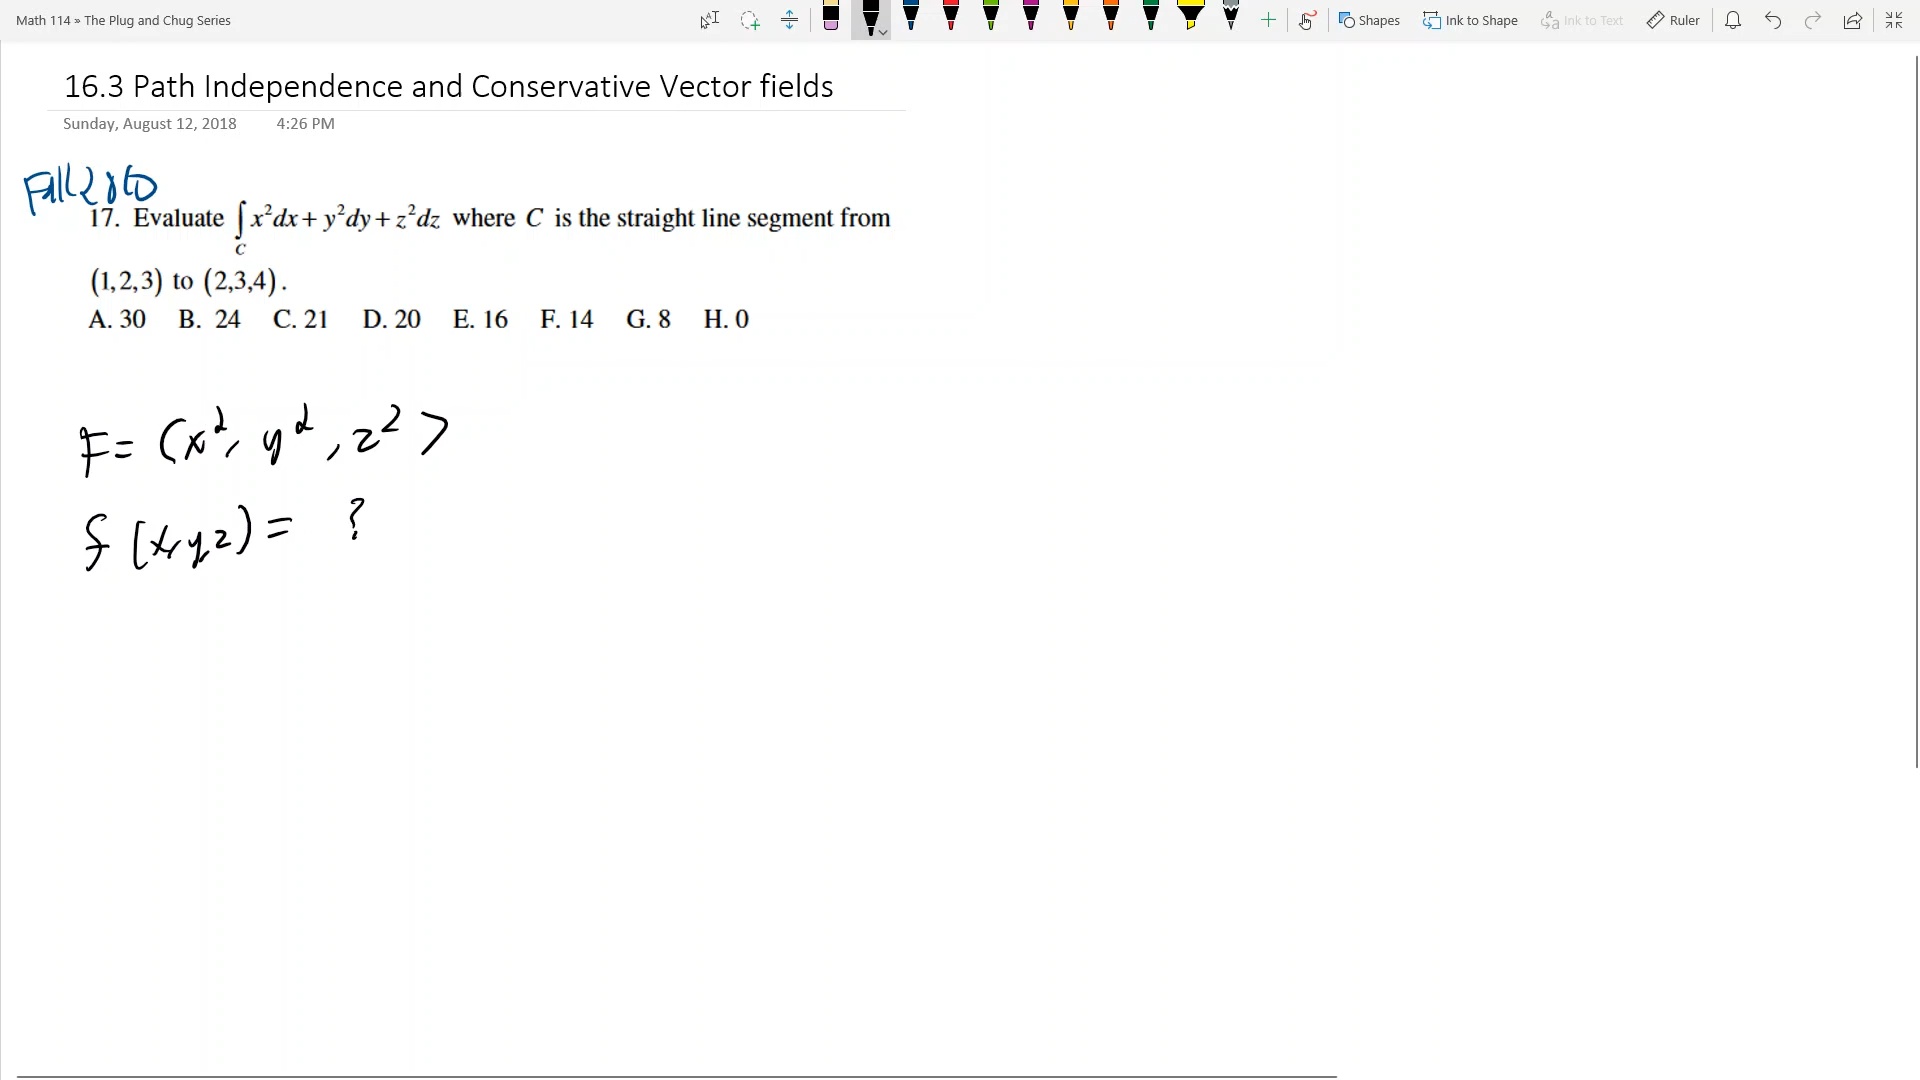 Math 114 » The Plug and Chug Series
Shapes Ink to Shape Ink to Text Ruler
16.3 Path Independence and Conservative Vector fields
Sunday, August 12, 2018 4:26 PM
Fall
17. Evaluate ∫_C x²dx + y²dy + z²dz where C is the straight line segment from
(1,2,3) to (2,3,4).
A. 30 B. 24 C. 21 D. 20 E. 16 F. 14 G. 8 H. 0
F = ⟨x², y², z²⟩
f(x,y,z) = ?